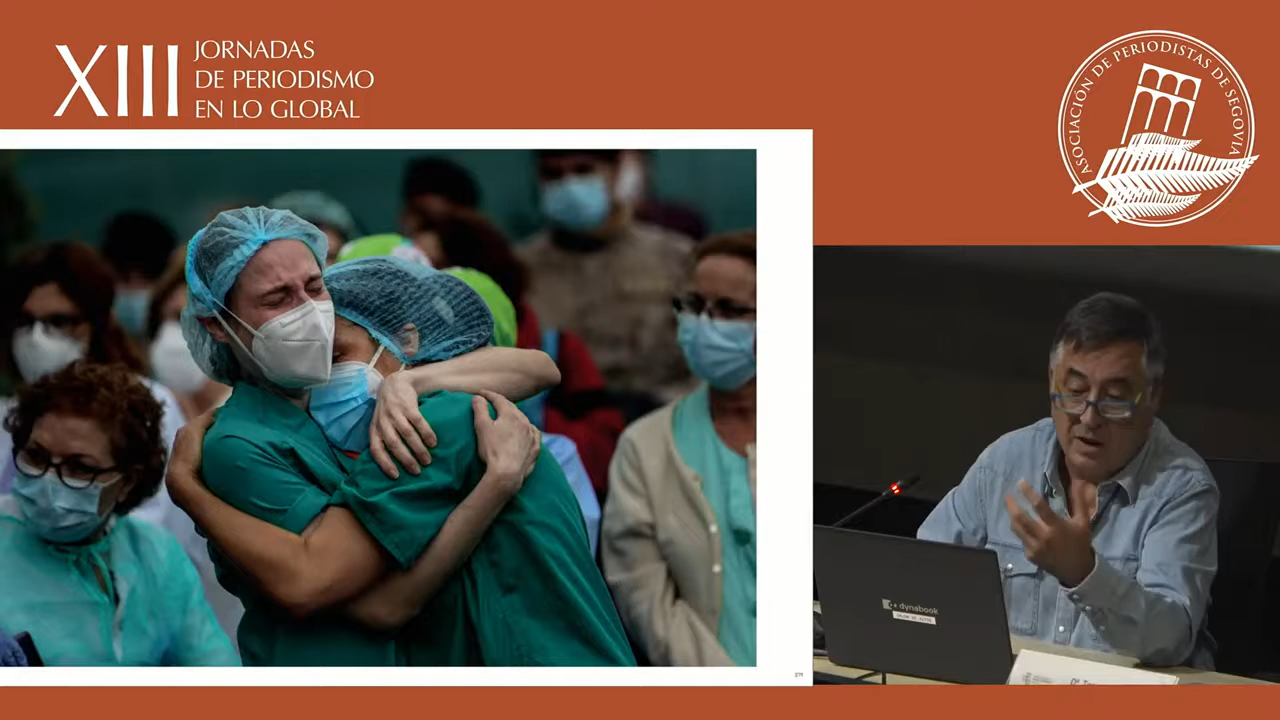 XIII
JORNADAS
DE PERIODISMO
EN LO GLOBAL
ASOCIACIÓN DE PERIODISTAS DE SEGOVIA
dynabook